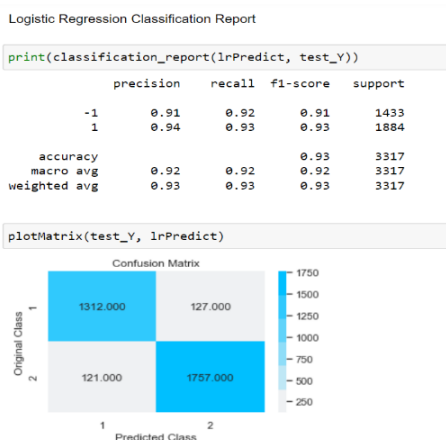 Logistic Regression Classification Report
print(classification_report(lrPredict, test_Y))
precision recall f1-score support
-1 0.91 0.92 0.91 1433
1 0.94 0.93 0.93 1884
accuracy 0.93 3317
macro avg 0.92 0.92 0.92 3317
weighted avg 0.93 0.93 0.93 3317
plotMatrix(test_Y, lrPredict)
Confusion Matrix
1312.000 127.000
121.000 1757.000
Original Class
1
2
1 2
Predicted Class
1750
1500
1250
1000
750
500
250